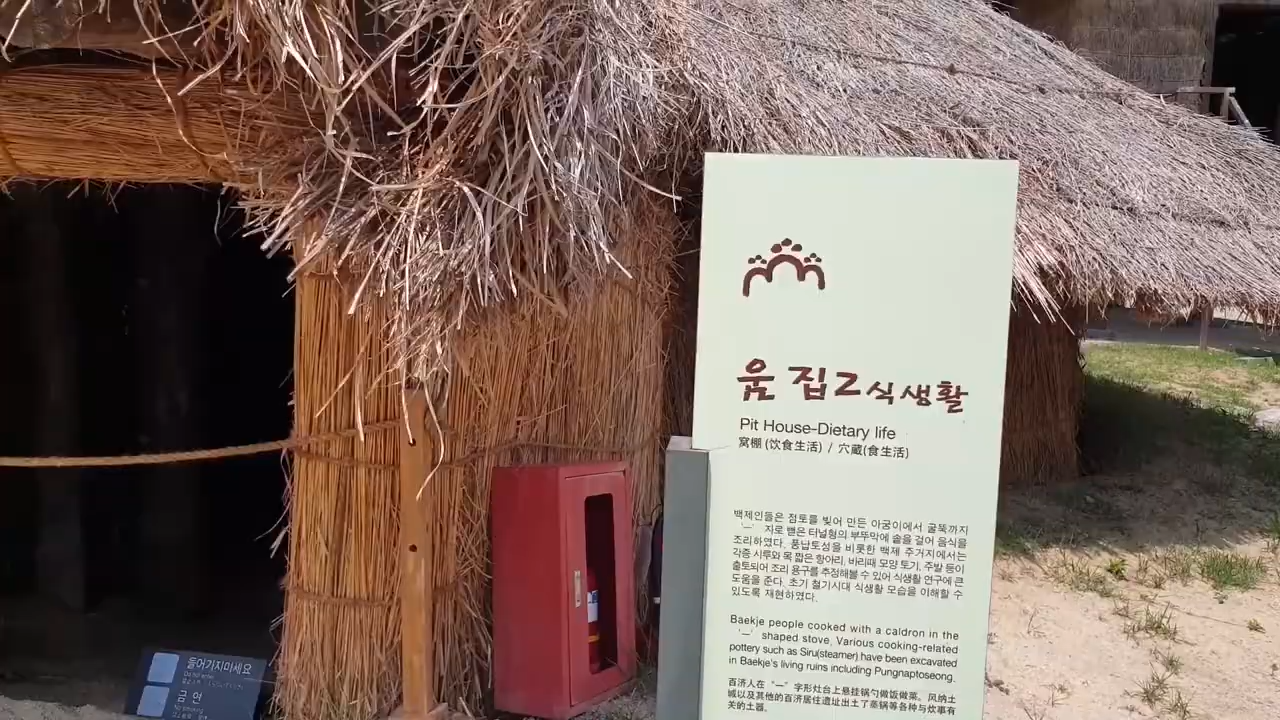 움집2 식생활
Pit House-Dietary life
窝棚(饮食生活) / 穴蔵(食生活)
백제인들은 점토를 빚어 만든 아궁이에서 굴뚝까지
'ㅡ' 자로 뻗은 터널형의 부뚜막에 솥을 걸어 음식을
조리하였다. 풍납토성을 비롯한 백제 주거지에서는
각종 시루와 목 짧은 항아리, 바리때 모양 토기, 주발 등이
출토되어 조리 용구를 추정해볼 수 있어 식생활 연구에 큰
도움을 준다. 초기 철기시대 식생활 모습을 이해할 수
있도록 재현하였다.
Baekje people cooked with a caldron in the
'ㅡ' shaped stove. Various cooking-related
pottery such as Siru(steamer) have been excavated
in Baekje's living ruins including Pungnaptoseong.
百济人在 "一" 字形灶台上悬挂锅勺做饭做菜。风纳土
城以及其他的百济居住遗址出土了蒸锅等各种与炊事有
关的土器。
들어가지마세요
Do not enter
금연
No smoking